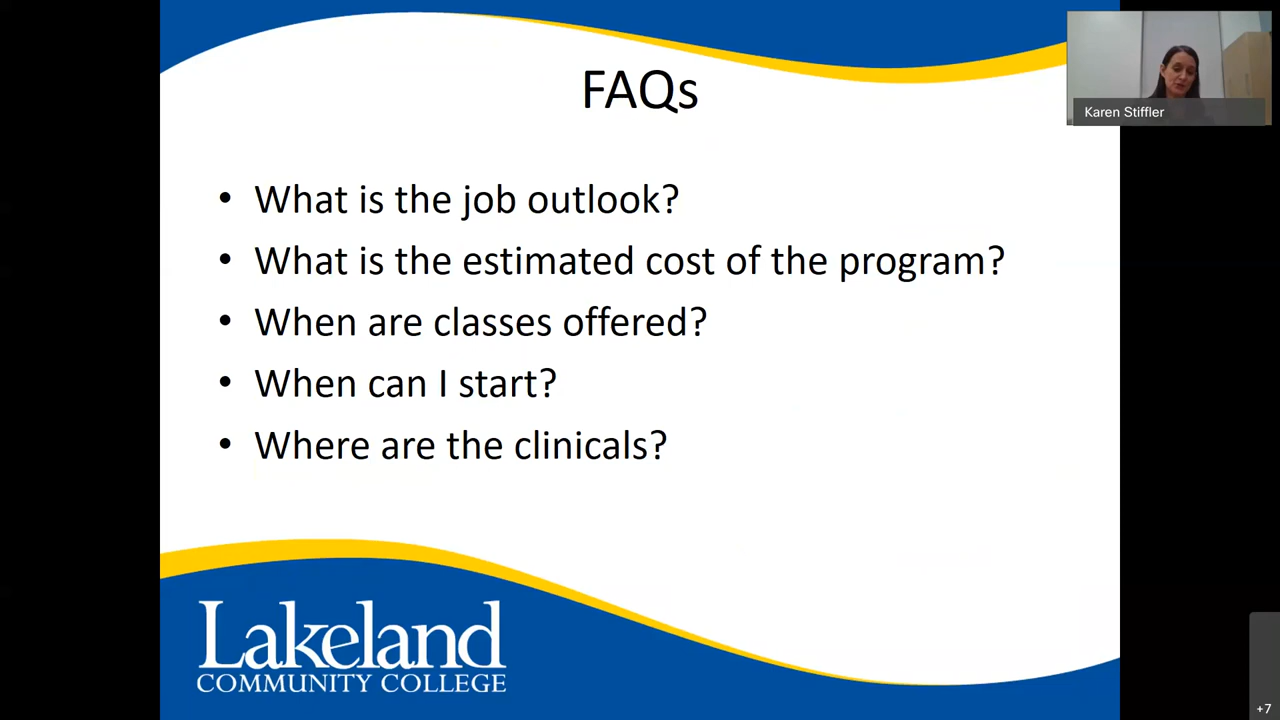 FAQs
Karen Stiffler
• What is the job outlook?
• What is the estimated cost of the program?
• When are classes offered?
• When can I start?
• Where are the clinicals?
Lakeland
COMMUNITY COLLEGE
+7